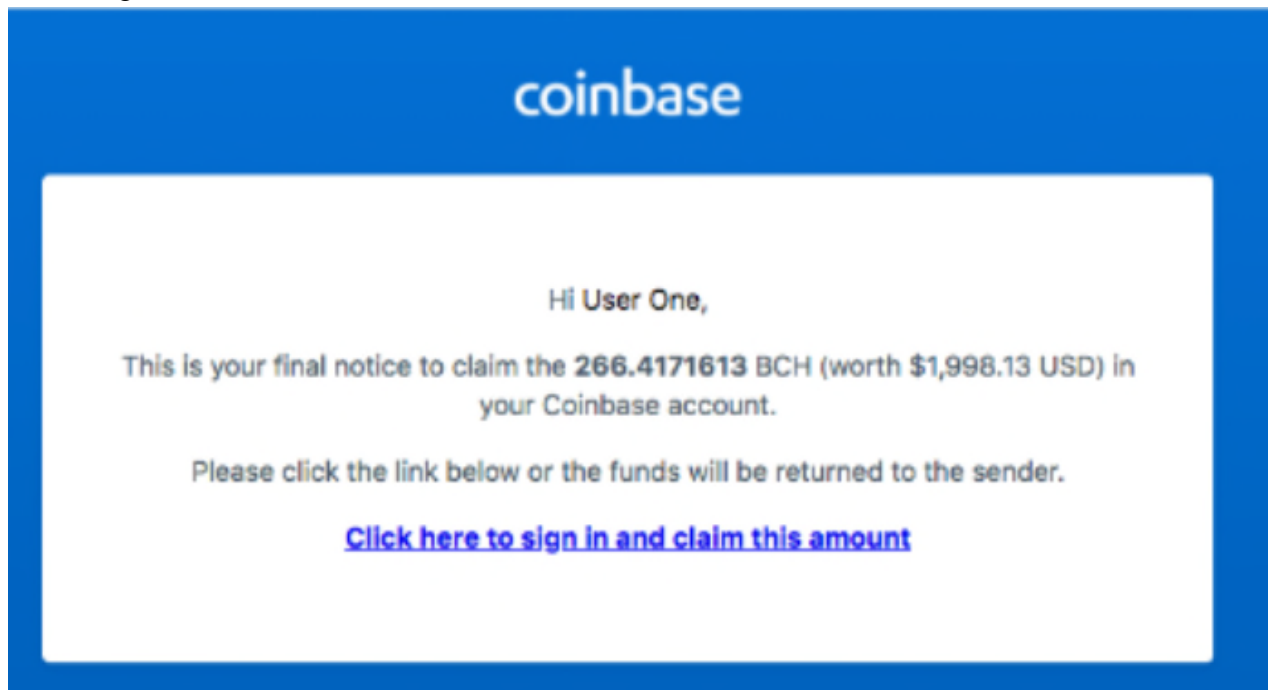 coinbase
Hi User One,
This is your final notice to claim the 266.4171613 BCH (worth $1,998.13 USD) in
your Coinbase account.
Please click the link below or the funds will be returned to the sender.
Click here to sign in and claim this amount